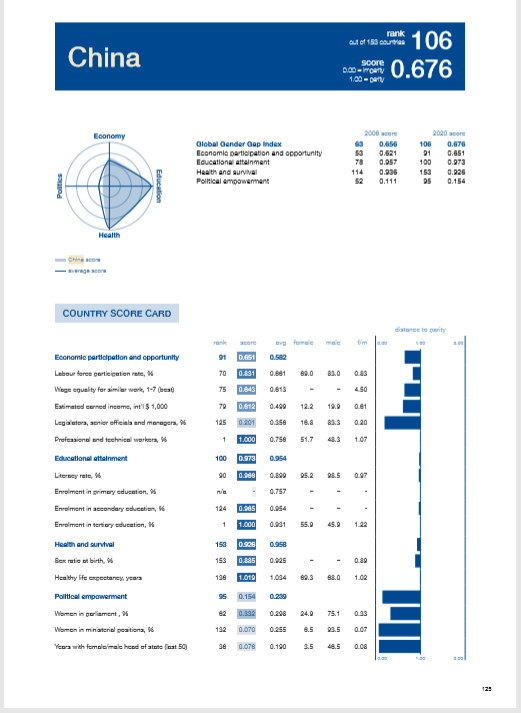 China
rank
out of 153 countries
106
score
0.00 = imparity
1.00 = parity
0.676
Economy
Politics
Education
Health
China score
average score
2006 score 2020 score
Global Gender Gap Index 63 0.656 106 0.676
Economic participation and opportunity 53 0.621 91 0.651
Educational attainment 78 0.957 100 0.973
Health and survival 114 0.936 153 0.926
Political empowerment 52 0.111 95 0.154
COUNTRY SCORE CARD
distance to parity
rank score avg female male f/m 0.00 1.00 2.00
Economic participation and opportunity 91 0.651 0.582
Labour force participation rate, % 70 0.831 0.661 69.0 83.0 0.83
Wage equality for similar work, 1-7 (best) 75 0.643 0.613 – – 4.50
Estimated earned income, int'l $ 1,000 79 0.612 0.499 12.2 19.9 0.61
Legislators, senior officials and managers, % 125 0.201 0.356 16.8 83.3 0.20
Professional and technical workers, % 1 1.000 0.756 51.7 48.3 1.07
Educational attainment 100 0.973 0.954
Literacy rate, % 90 0.966 0.899 95.2 98.5 0.97
Enrolment in primary education, % n/a - 0.757 – – -
Enrolment in secondary education, % 124 0.965 0.954 – – -
Enrolment in tertiary education, % 1 1.000 0.931 55.9 45.9 1.22
Health and survival 153 0.926 0.958
Sex ratio at birth, % 153 0.885 0.925 – – 0.89
Healthy life expectancy, years 136 1.019 1.034 69.3 68.0 1.02
Political empowerment 95 0.154 0.239
Women in parliament , % 62 0.332 0.298 24.9 75.1 0.33
Women in ministerial positions, % 132 0.070 0.255 6.5 93.5 0.07
Years with female/male head of state (last 50) 36 0.076 0.190 3.5 46.5 0.08
0.00 1.00 2.00
125